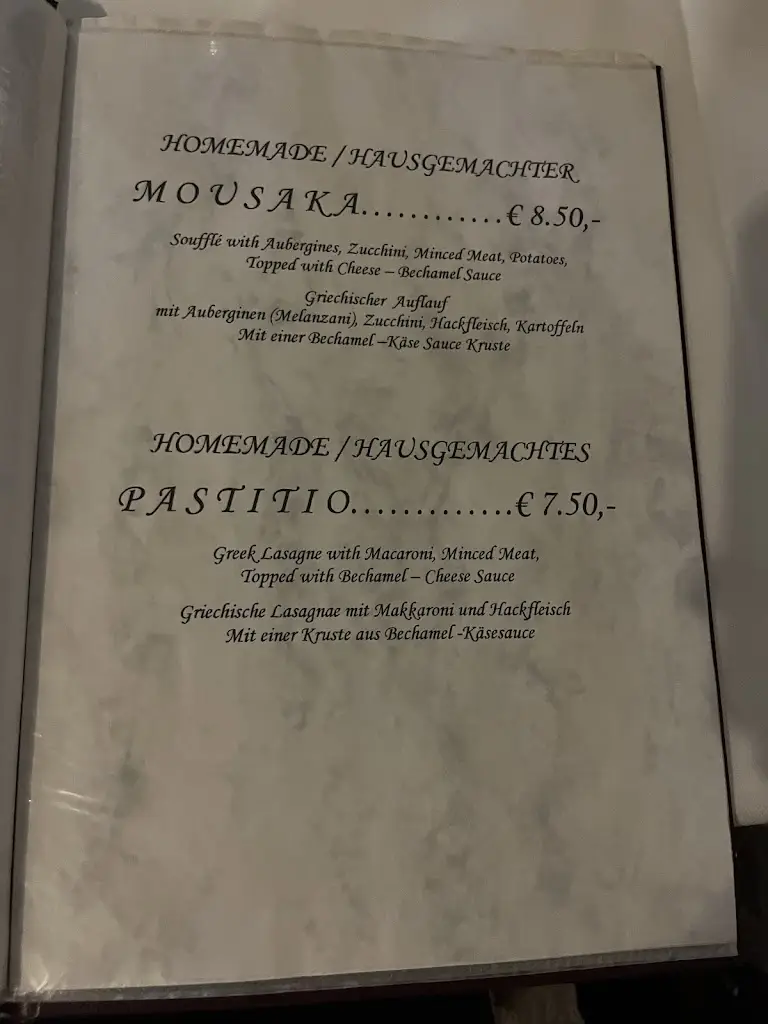 HOMEMADE / HAUSGEMACHTER
M O U S A K A............€ 8.50,-
Soufflé with Aubergines, Zucchini, Minced Meat, Potatoes,
Topped with Cheese – Bechamel Sauce
Griechischer Auflauf
mit Auberginen (Melanzani), Zucchini, Hackfleisch, Kartoffeln
Mit einer Bechamel –Käse Sauce Kruste
HOMEMADE / HAUSGEMACHTES
P A S T I T I O.............€ 7.50,-
Greek Lasagne with Macaroni, Minced Meat,
Topped with Bechamel – Cheese Sauce
Griechische Lasagnae mit Makkaroni und Hackfleisch
Mit einer Kruste aus Bechamel -Käsesauce